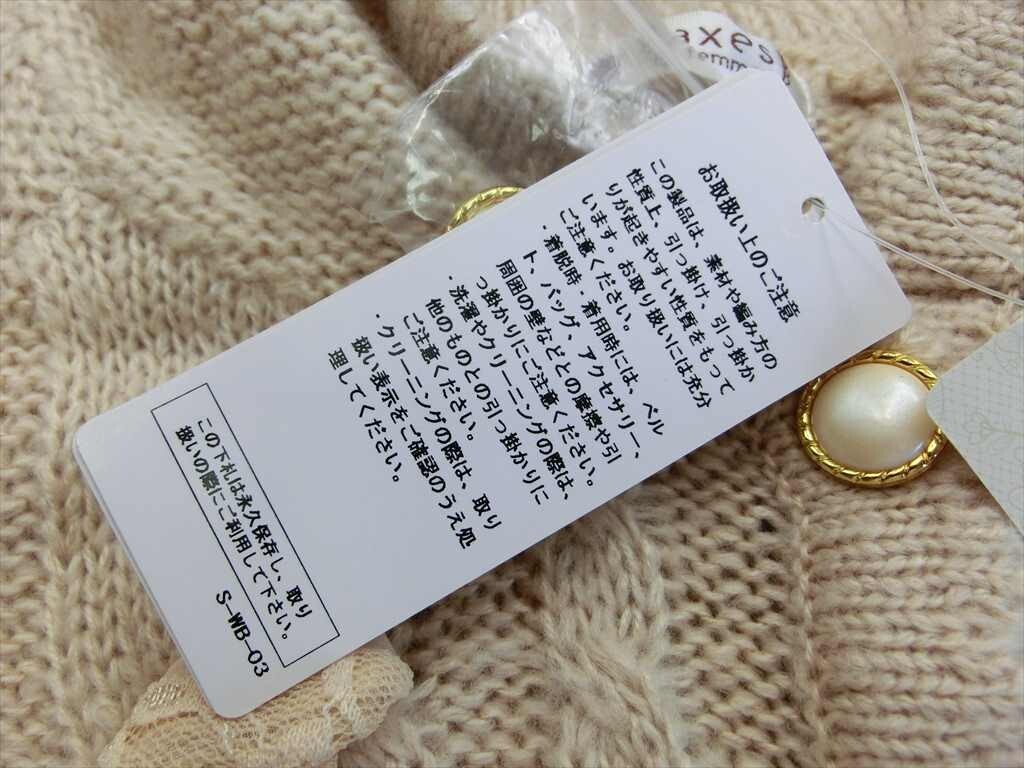 axes
femm
お取扱い上のご注意
この製品は、素材や編み方の
性質上、引っ掛け、引っ掛か
りが起きやすい性質をもって
います。お取り扱いには充分
ご注意ください。
・着脱時・着用時には、ベル
ト、バッグ、アクセサリー、
周囲の壁などとの摩擦や引
っ掛かりにご注意ください。
・洗濯やクリーニングの際は、
他のものとの引っ掛かりに
ご注意ください。
・クリーニングの際は、取り
扱い表示をご確認のうえ処
理してください。
この下札は永久保存し、取り
扱いの際にご利用して下さい。
S-WB-03